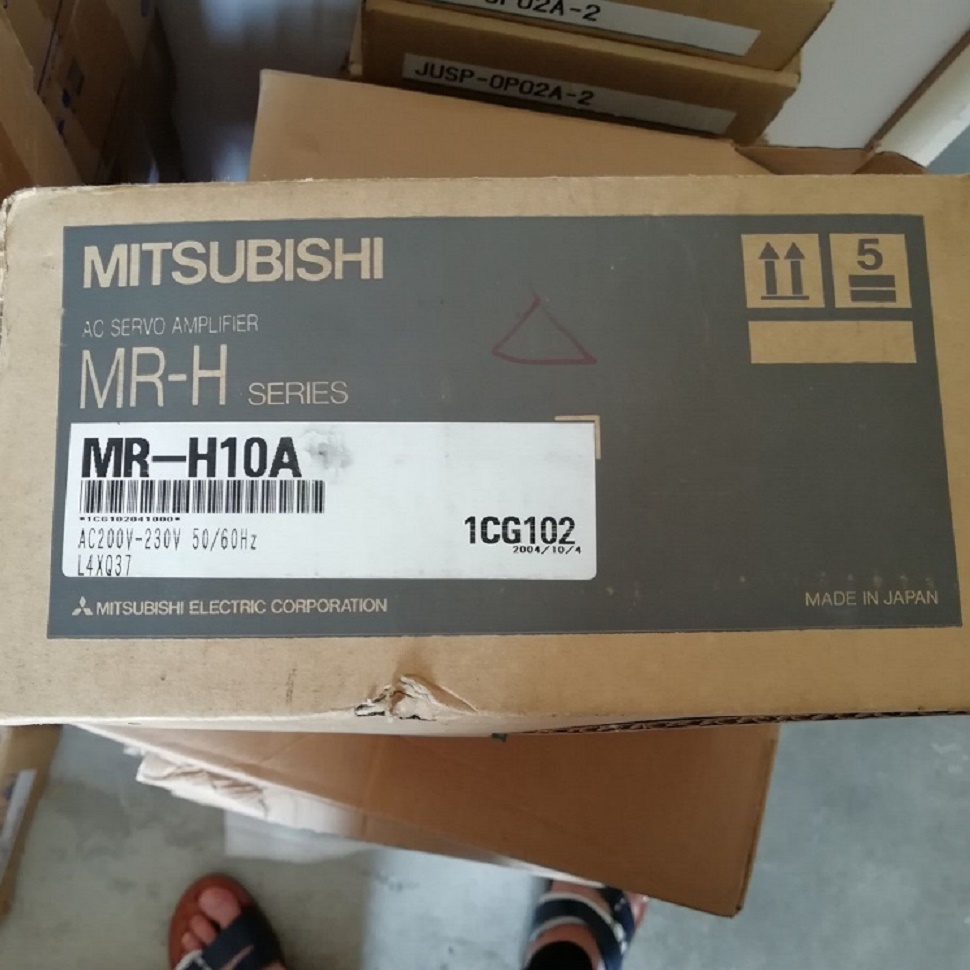 JUSP-OP02A-2
MITSUBISHI
5
AC SERVO AMPLIFIER
MR-H SERIES
MR-H10A
*1CG102041000*
1CG102
AC200V-230V 50/60Hz
2004/10/4
L4XQ37
MITSUBISHI ELECTRIC CORPORATION
MADE IN JAPAN